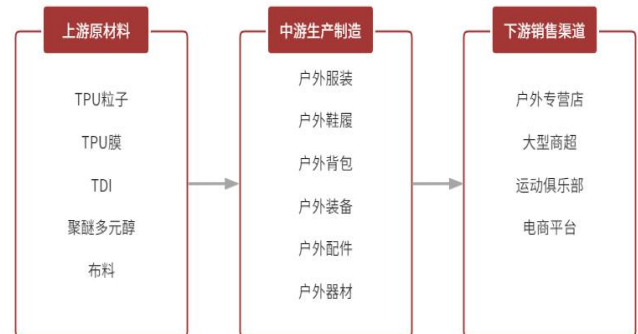 上游原材料
TPU粒子
TPU膜
TDI
聚醚多元醇
布料
中游生产制造
户外服装
户外鞋履
户外背包
户外装备
户外配件
户外器材
下游销售渠道
户外专营店
大型商超
运动俱乐部
电商平台